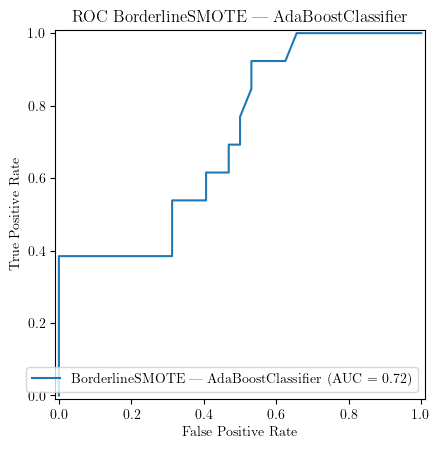 ROC BorderlineSMOTE — AdaBoostClassifier
1.0
0.8
0.6
0.4
0.2
0.0
True Positive Rate
BorderlineSMOTE — AdaBoostClassifier (AUC = 0.72)
0.0 0.2 0.4 0.6 0.8 1.0
False Positive Rate